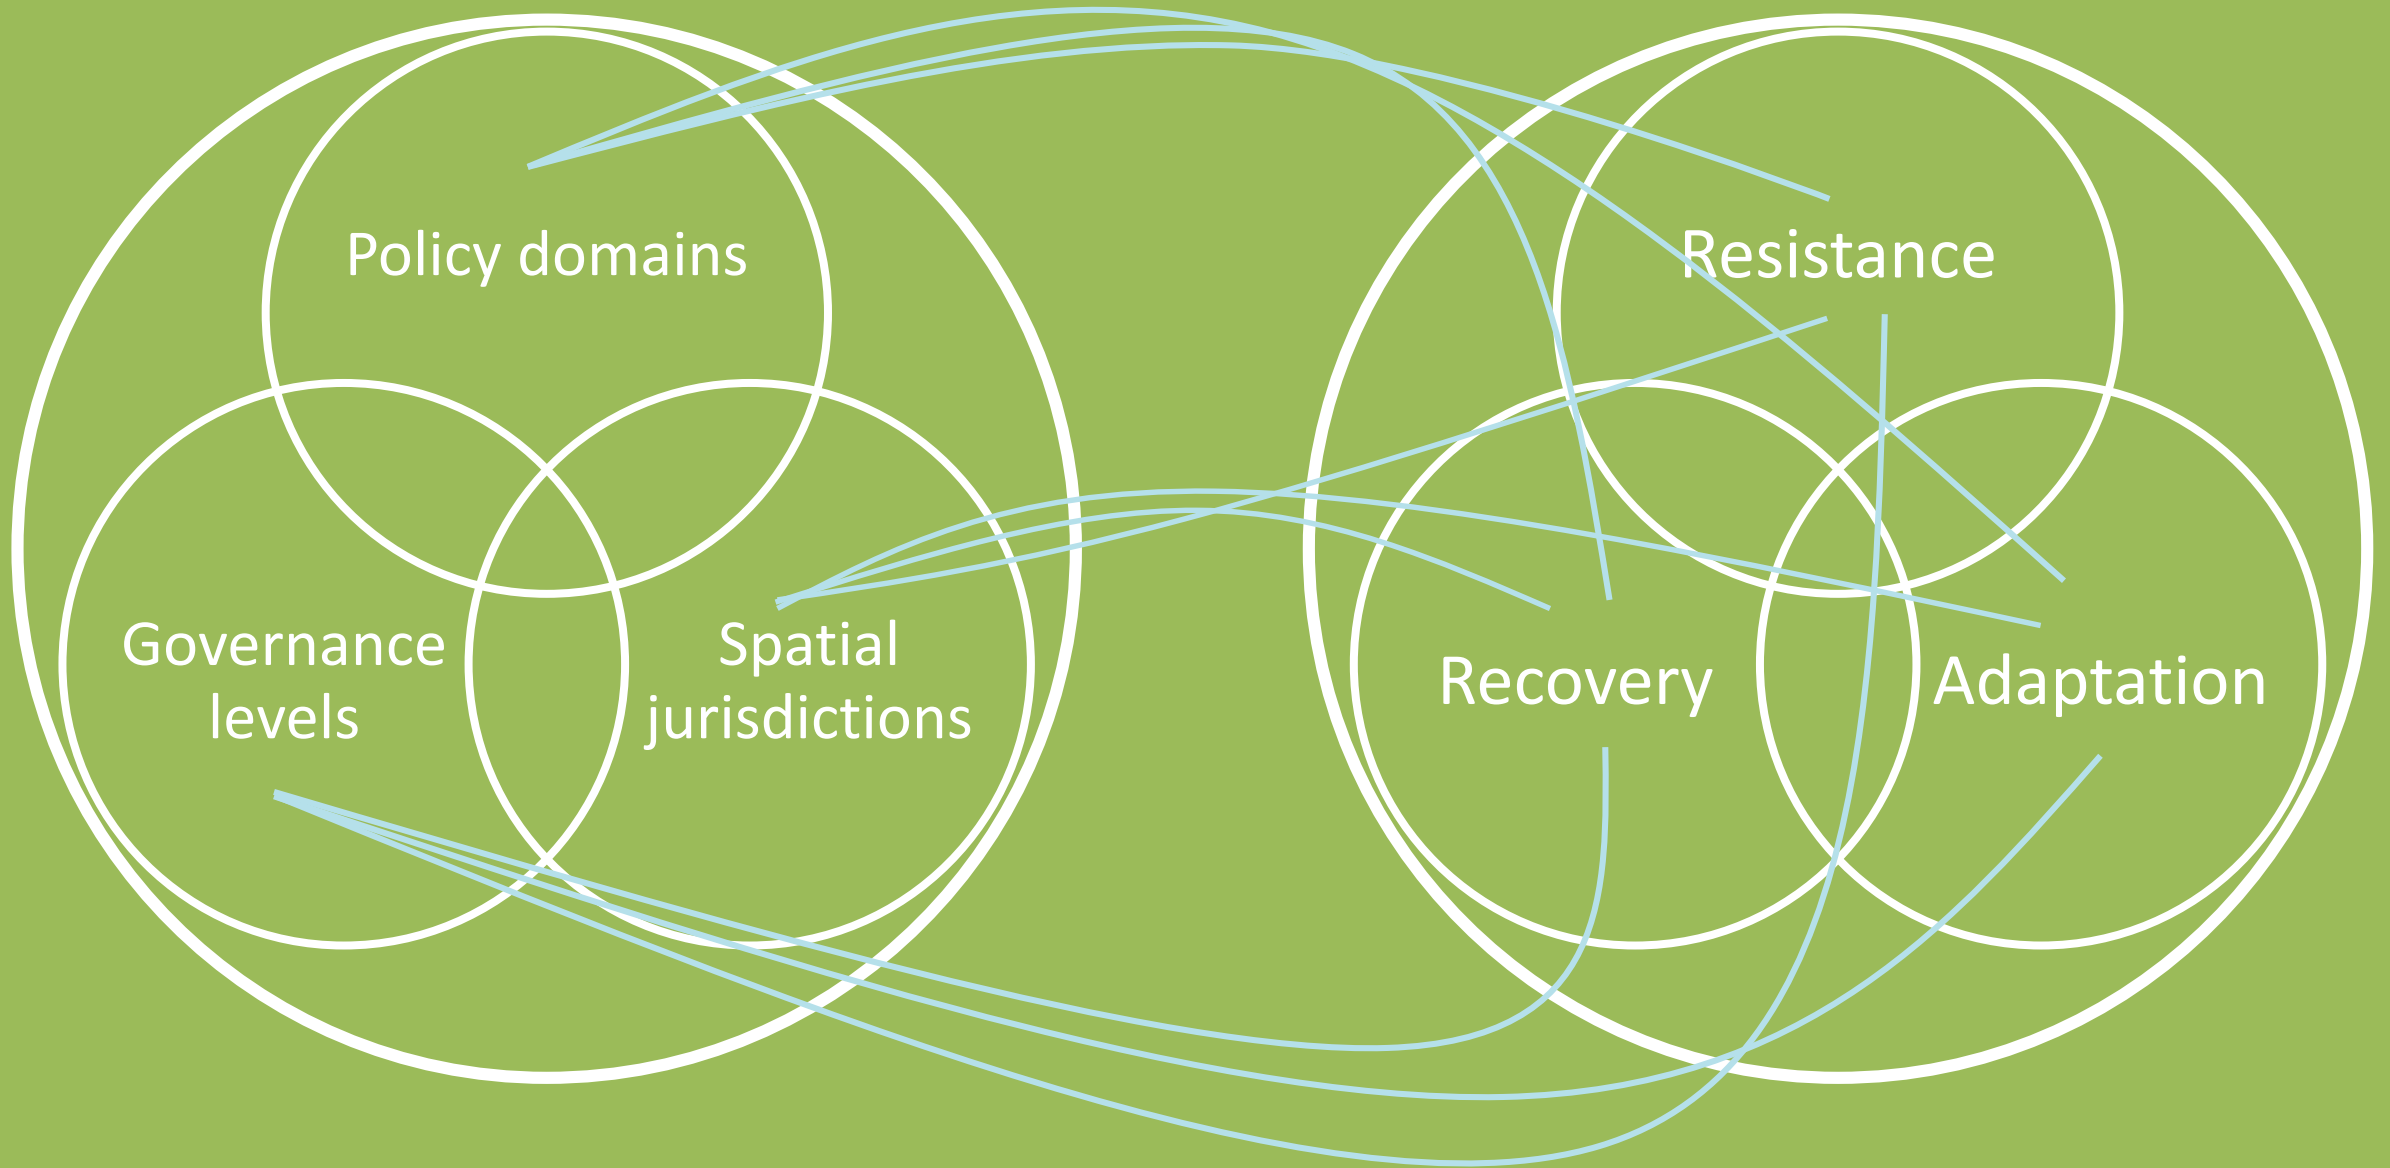 Policy domains
Governance
levels
Spatial
jurisdictions
Resistance
Recovery
Adaptation